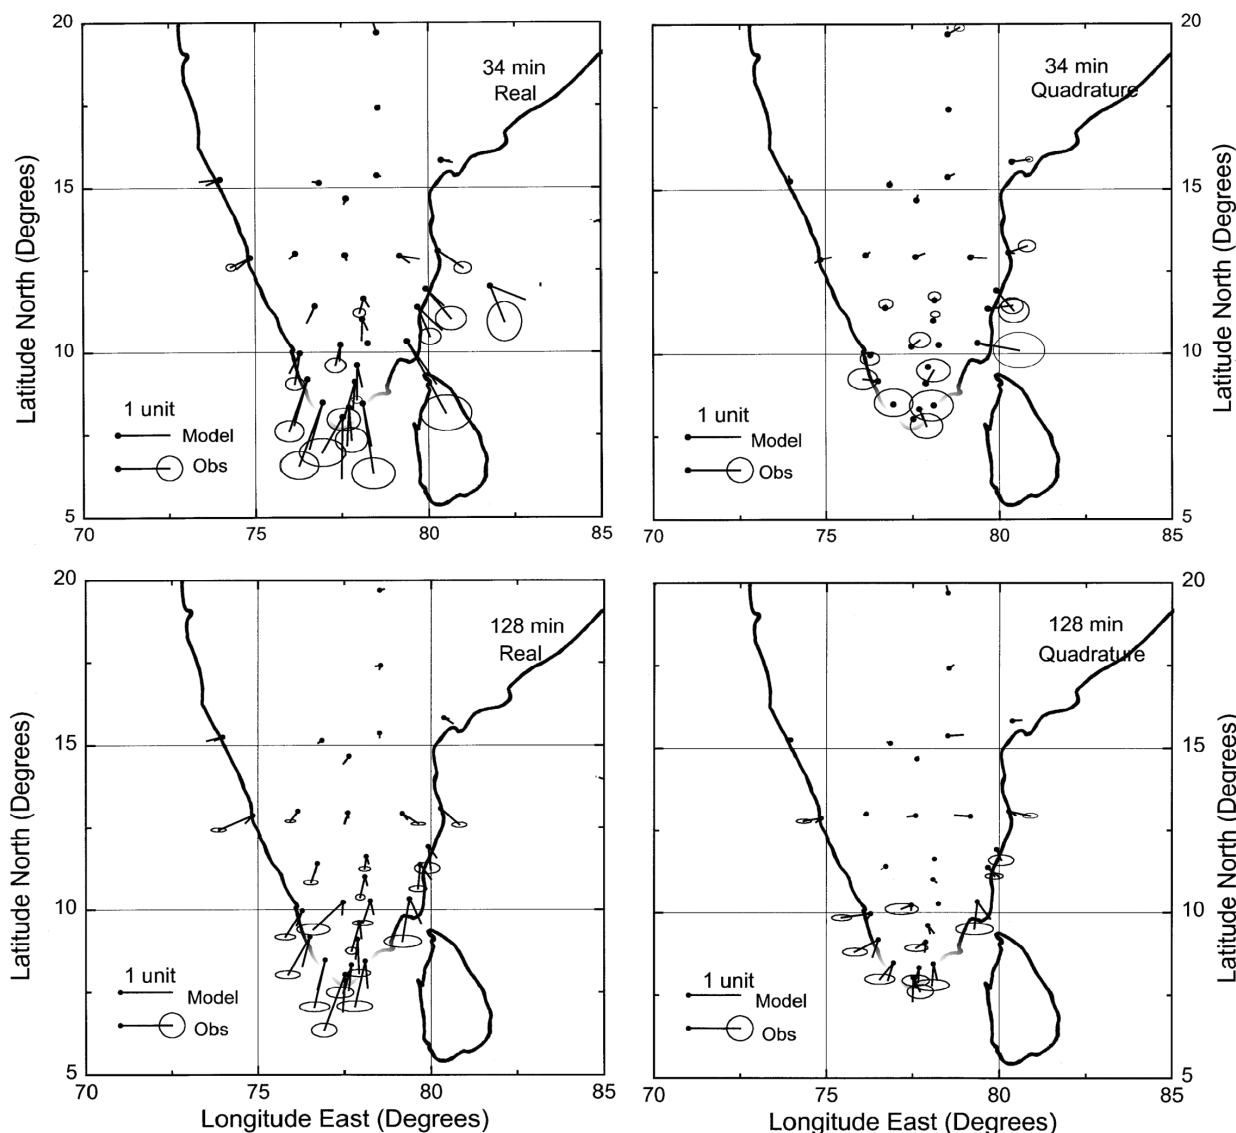 20
15
10
5
70
75
80
85
Latitude North (Degrees)
34 min
Real
1 unit
Model
Obs
20
15
10
5
70
75
80
85
Latitude North (Degrees)
34 min
Quadrature
1 unit
Model
Obs
20
15
10
5
70
75
80
85
Latitude North (Degrees)
Longitude East (Degrees)
128 min
Real
1 unit
Model
Obs
20
15
10
5
70
75
80
85
Latitude North (Degrees)
Longitude East (Degrees)
128 min
Quadrature
1 unit
Model
Obs